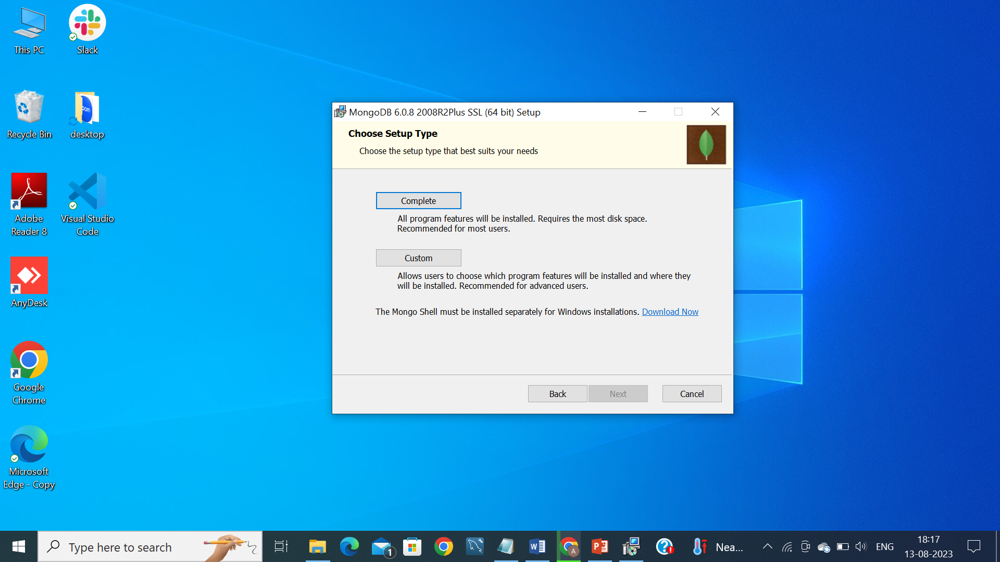 This PC
Slack
Recycle Bin
desktop
Adobe
Reader 8
Visual Studio
Code
AnyDesk
Google
Chrome
Microsoft
Edge - Copy
MongoDB 6.0.8 2008R2Plus SSL (64 bit) Setup
Choose Setup Type
Choose the setup type that best suits your needs
Complete
All program features will be installed. Requires the most disk space.
Recommended for most users.
Custom
Allows users to choose which program features will be installed and where they
will be installed. Recommended for advanced users.
The Mongo Shell must be installed separately for Windows installations. Download Now
Back
Next
Cancel
Type here to search
1
A
Nea...
ENG
18:17
13-08-2023